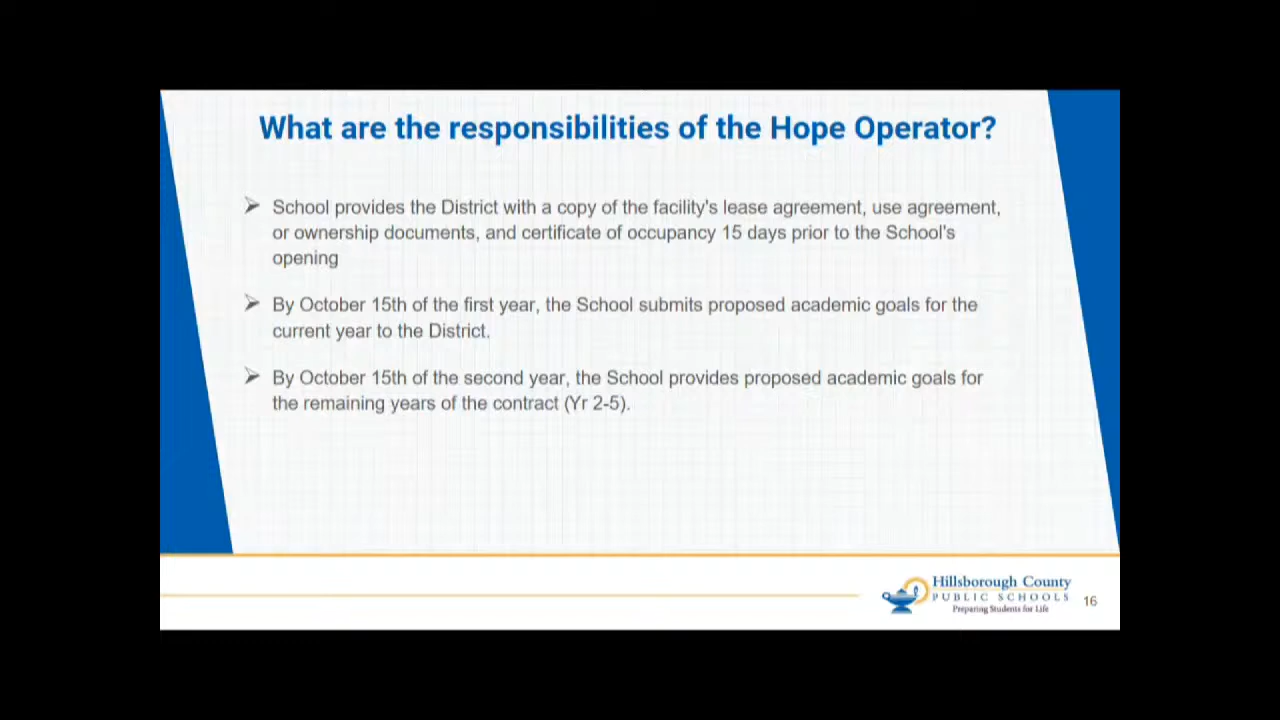 What are the responsibilities of the Hope Operator?
School provides the District with a copy of the facility's lease agreement, use agreement,
or ownership documents, and certificate of occupancy 15 days prior to the School's
opening
By October 15th of the first year, the School submits proposed academic goals for the
current year to the District.
By October 15th of the second year, the School provides proposed academic goals for
the remaining years of the contract (Yr 2-5).
Hillsborough County
PUBLIC SCHOOLS
Preparing Students for Life
16